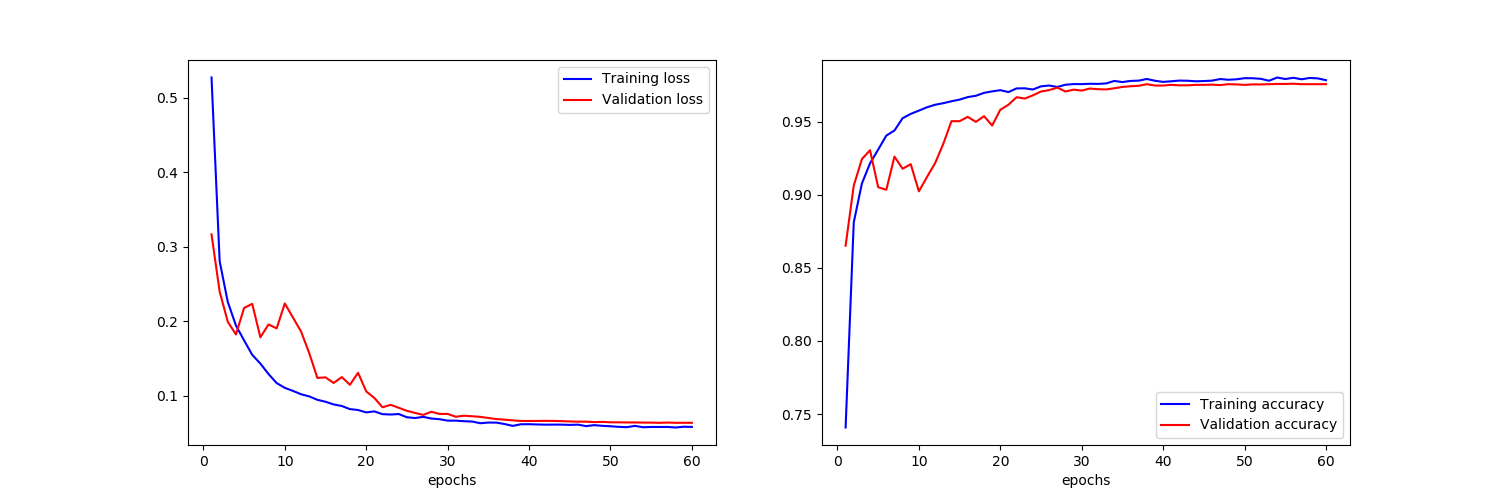 Training loss
Validation loss
0.5
0.4
0.3
0.2
0.1
0 10 20 30 40 50 60
epochs
0.95
0.90
0.85
0.80
0.75
Training accuracy
Validation accuracy
0 10 20 30 40 50 60
epochs